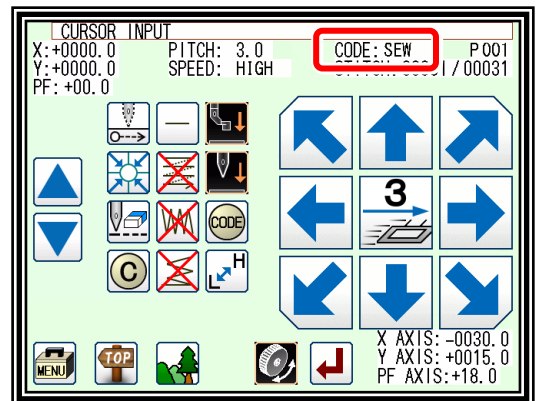 CURSOR INPUT
X:+0000.0 PITCH: 3.0 CODE:SEW P001
Y:+0000.0 SPEED: HIGH /00031
PF:+00.0
CODE
C
L H
3
MENU
TOP
X AXIS:-0030.0
Y AXIS:+0015.0
PF AXIS:+18.0